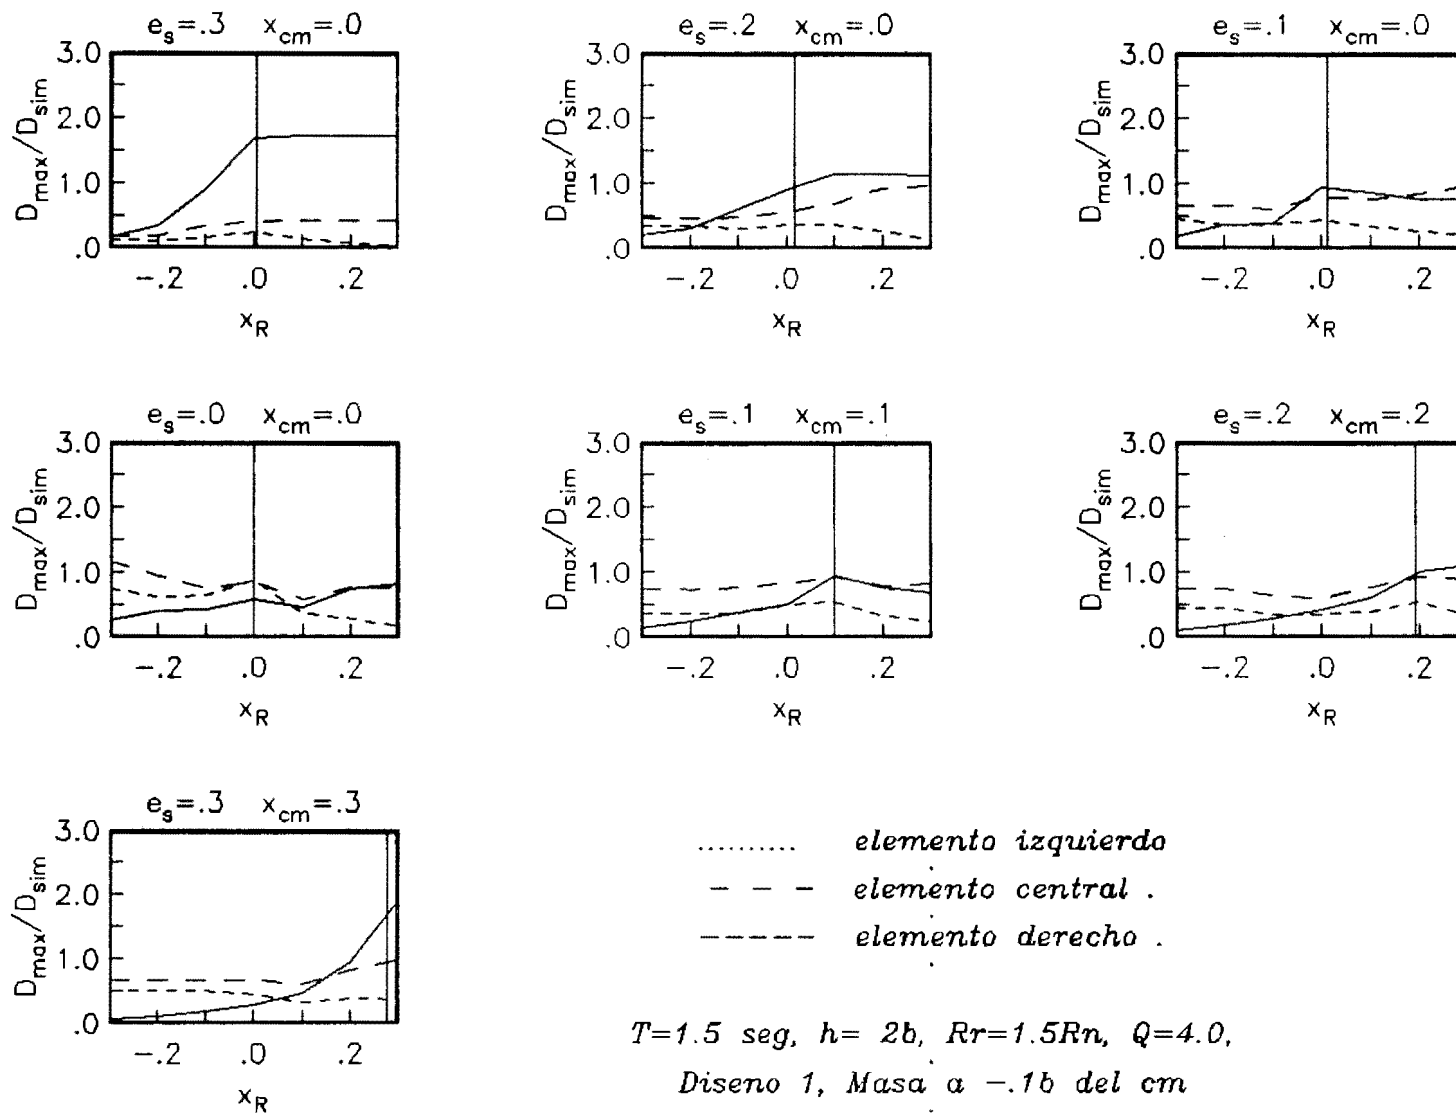 e_s=.3 x_cm=.0
3.0
2.0
1.0
.0
D_max/D_sim
-.2 .0 .2
x_R
e_s=.2 x_cm=.0
3.0
2.0
1.0
.0
D_max/D_sim
-.2 .0 .2
x_R
e_s=.1 x_cm=.0
3.0
2.0
1.0
.0
D_max/D_sim
-.2 .0 .2
x_R
e_s=.0 x_cm=.0
3.0
2.0
1.0
.0
D_max/D_sim
-.2 .0 .2
x_R
e_s=.1 x_cm=.1
3.0
2.0
1.0
.0
D_max/D_sim
-.2 .0 .2
x_R
e_s=.2 x_cm=.2
3.0
2.0
1.0
.0
D_max/D_sim
-.2 .0 .2
x_R
e_s=.3 x_cm=.3
3.0
2.0
1.0
.0
D_max/D_sim
-.2 .0 .2
x_R
elemento izquierdo
elemento central .
elemento derecho .
T=1.5 seg, h= 2b, Rr=1.5Rn, Q=4.0,
Diseno 1, Masa a -.1b del cm